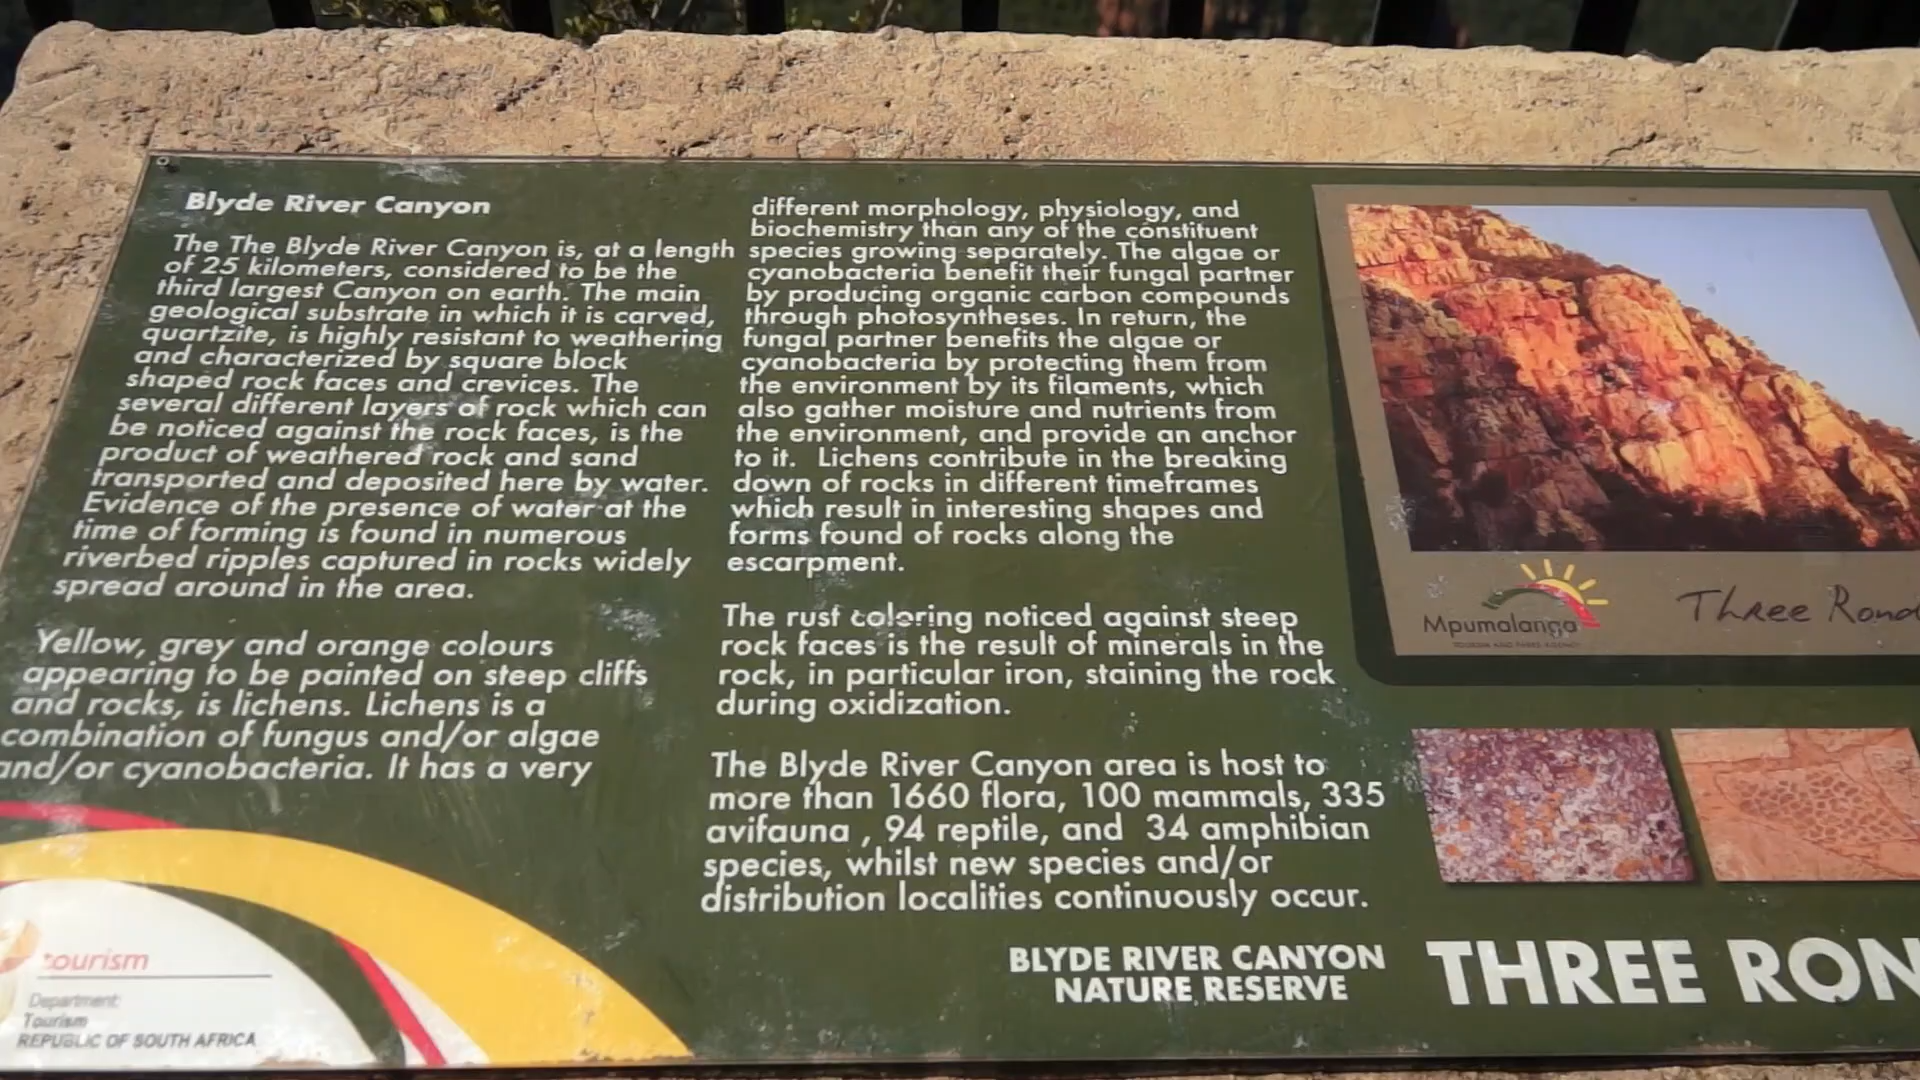 Blyde River Canyon
The The Blyde River Canyon is, at a length
of 25 kilometers, considered to be the
third largest Canyon on earth. The main
geological substrate in which it is carved,
quartzite, is highly resistant to weathering
and characterized by square block
shaped rock faces and crevices. The
several different layers of rock which can
be noticed against the rock faces, is the
product of weathered rock and sand
transported and deposited here by water.
Evidence of the presence of water at the
time of forming is found in numerous
riverbed ripples captured in rocks widely
spread around in the area.
Yellow, grey and orange colours
appearing to be painted on steep cliffs
and rocks, is lichens. Lichens is a
combination of fungus and/or algae
and/or cyanobacteria. It has a very
different morphology, physiology, and
biochemistry than any of the constituent
species growing separately. The algae or
cyanobacteria benefit their fungal partner
by producing organic carbon compounds
through photosyntheses. In return, the
fungal partner benefits the algae or
cyanobacteria by protecting them from
the environment by its filaments, which
also gather moisture and nutrients from
the environment, and provide an anchor
to it. Lichens contribute in the breaking
down of rocks in different timeframes
which result in interesting shapes and
forms found of rocks along the
escarpment.
The rust coloring noticed against steep
rock faces is the result of minerals in the
rock, in particular iron, staining the rock
during oxidization.
The Blyde River Canyon area is host to
more than 1660 flora, 100 mammals, 335
avifauna , 94 reptile, and 34 amphibian
species, whilst new species and/or
distribution localities continuously occur.
Mpumalanga
TOURISM AND PARKS AGENCY
Three Rond
BLYDE RIVER CANYON
NATURE RESERVE
THREE RON
tourism
Department:
Tourism
REPUBLIC OF SOUTH AFRICA